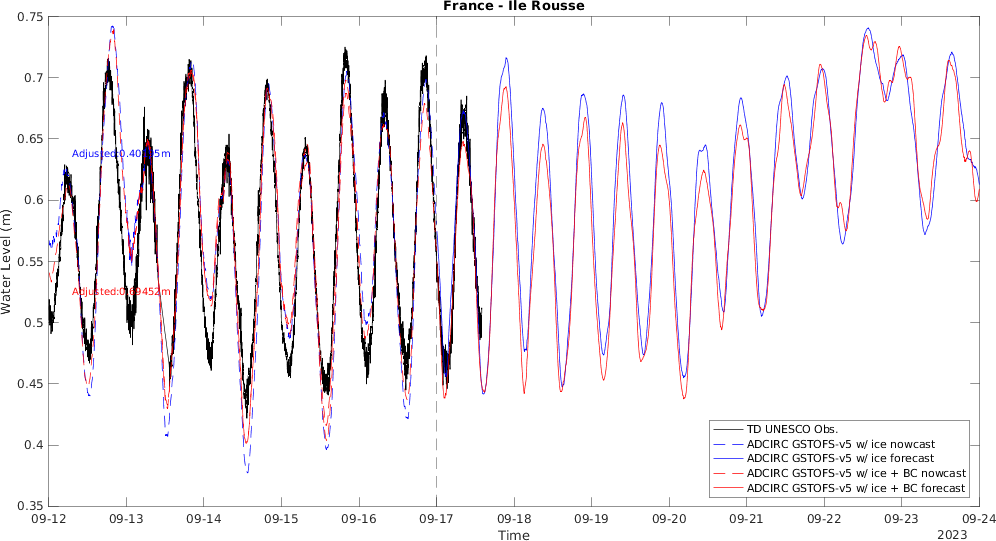 France - Ile Rousse
0.75
0.7
0.65
0.6
0.55
0.5
0.45
0.4
0.35
Water Level (m)
Adjusted:0.69452m
09-12
09-13
09-14
09-15
09-16
09-17
09-18
09-19
09-20
09-21
09-22
09-23
09-24
Time
2023
TD UNESCO Obs.
ADCIRC GSTOFS-v5 w/ ice nowcast
ADCIRC GSTOFS-v5 w/ ice forecast
ADCIRC GSTOFS-v5 w/ ice + BC nowcast
ADCIRC GSTOFS-v5 w/ ice + BC forecast